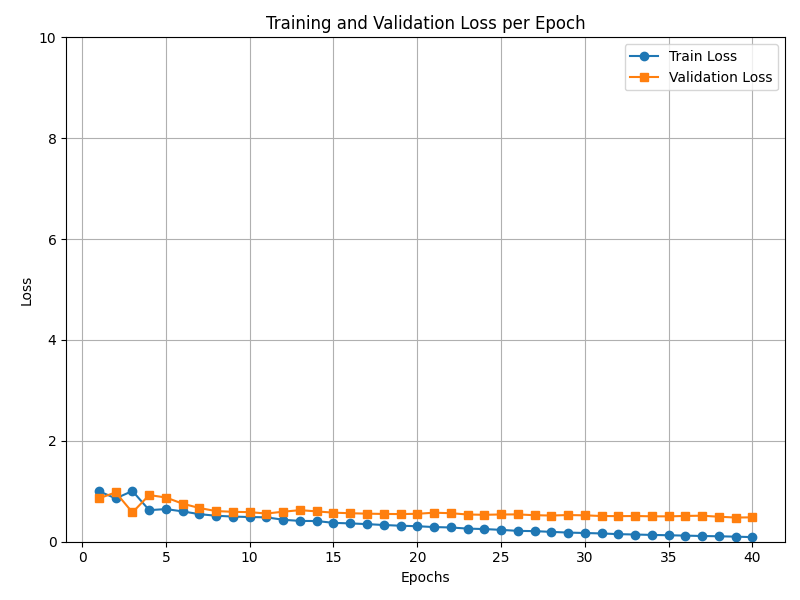 Training and Validation Loss per Epoch
Train Loss
Validation Loss
Loss
10
8
6
4
2
0
0 5 10 15 20 25 30 35 40
Epochs